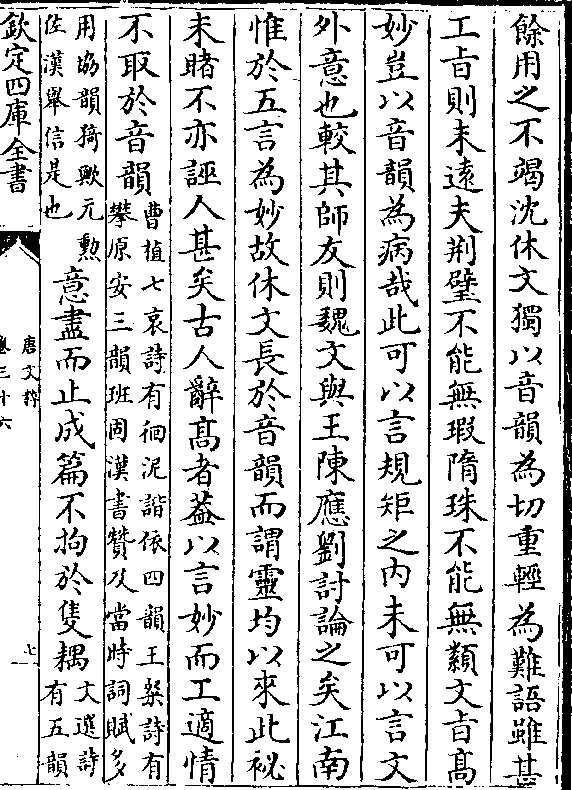 餘用之不竭沈休文獨以音韻為切重輕為難語雖甚
工旨則未遠夫荆璧不能無瑕隋珠不能無纇文旨髙
妙豈以音韻為病哉此可以言規矩之内未可以言文
外意也較其師友則魏文與王陳應劉討論之矣江南
惟於五言為妙故休文長於音韻而謂靈均以來此祕
未睹不亦誣人甚矣古人辭髙者葢以言妙而工適情
不取於音韻
曹植七哀詩有徊泥諧依四韻王粲詩有
攀原安三韻班固漢書贊及當時詞賦多
用協韻猗歟元勲
佐漢舉信是也
意盡而止成篇不拘於隻耦
文選詩
有五韻
欽定四庫全書
唐文粹
卷三十六
上